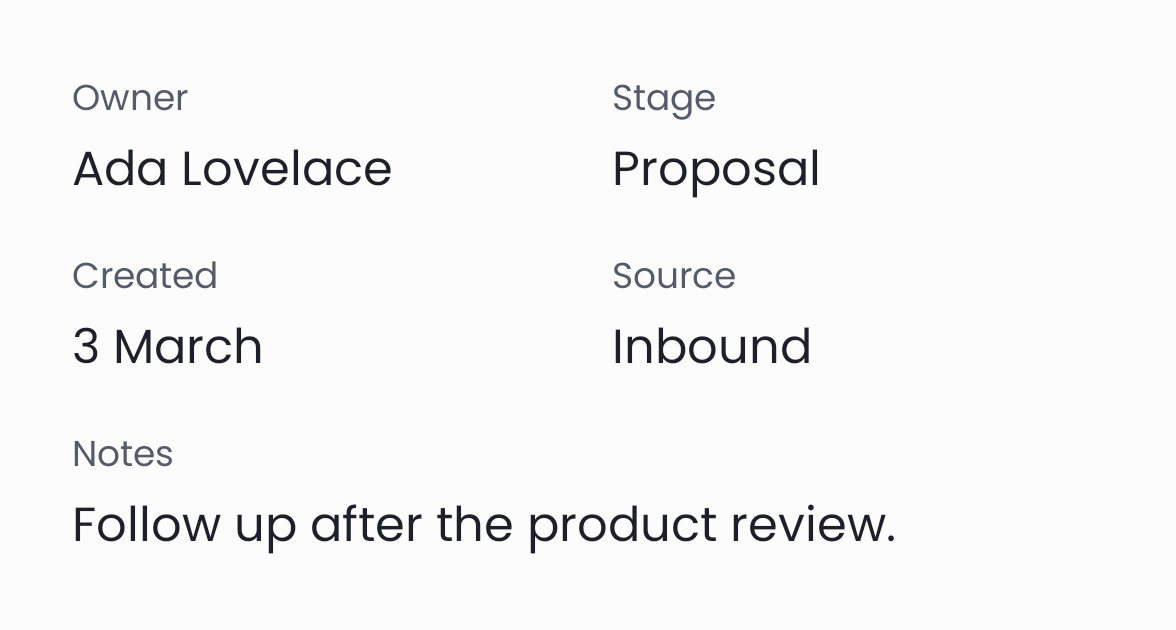 Owner
Stage
Ada Lovelace
Proposal
Created
Source
3 March
Inbound
Notes
Follow up after the product review.